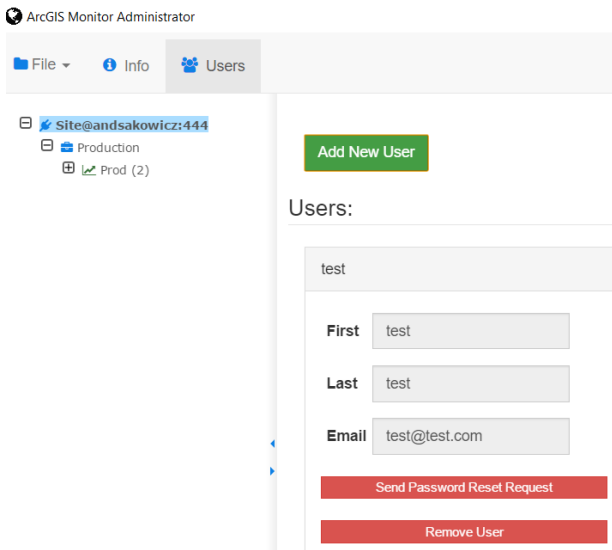 ArcGIS Monitor Administrator
File
Info
Users
Site@andsakowicz:444
Production
Prod (2)
Add New User
Users:
test
First test
Last test
Email test@test.com
Send Password Reset Request
Remove User